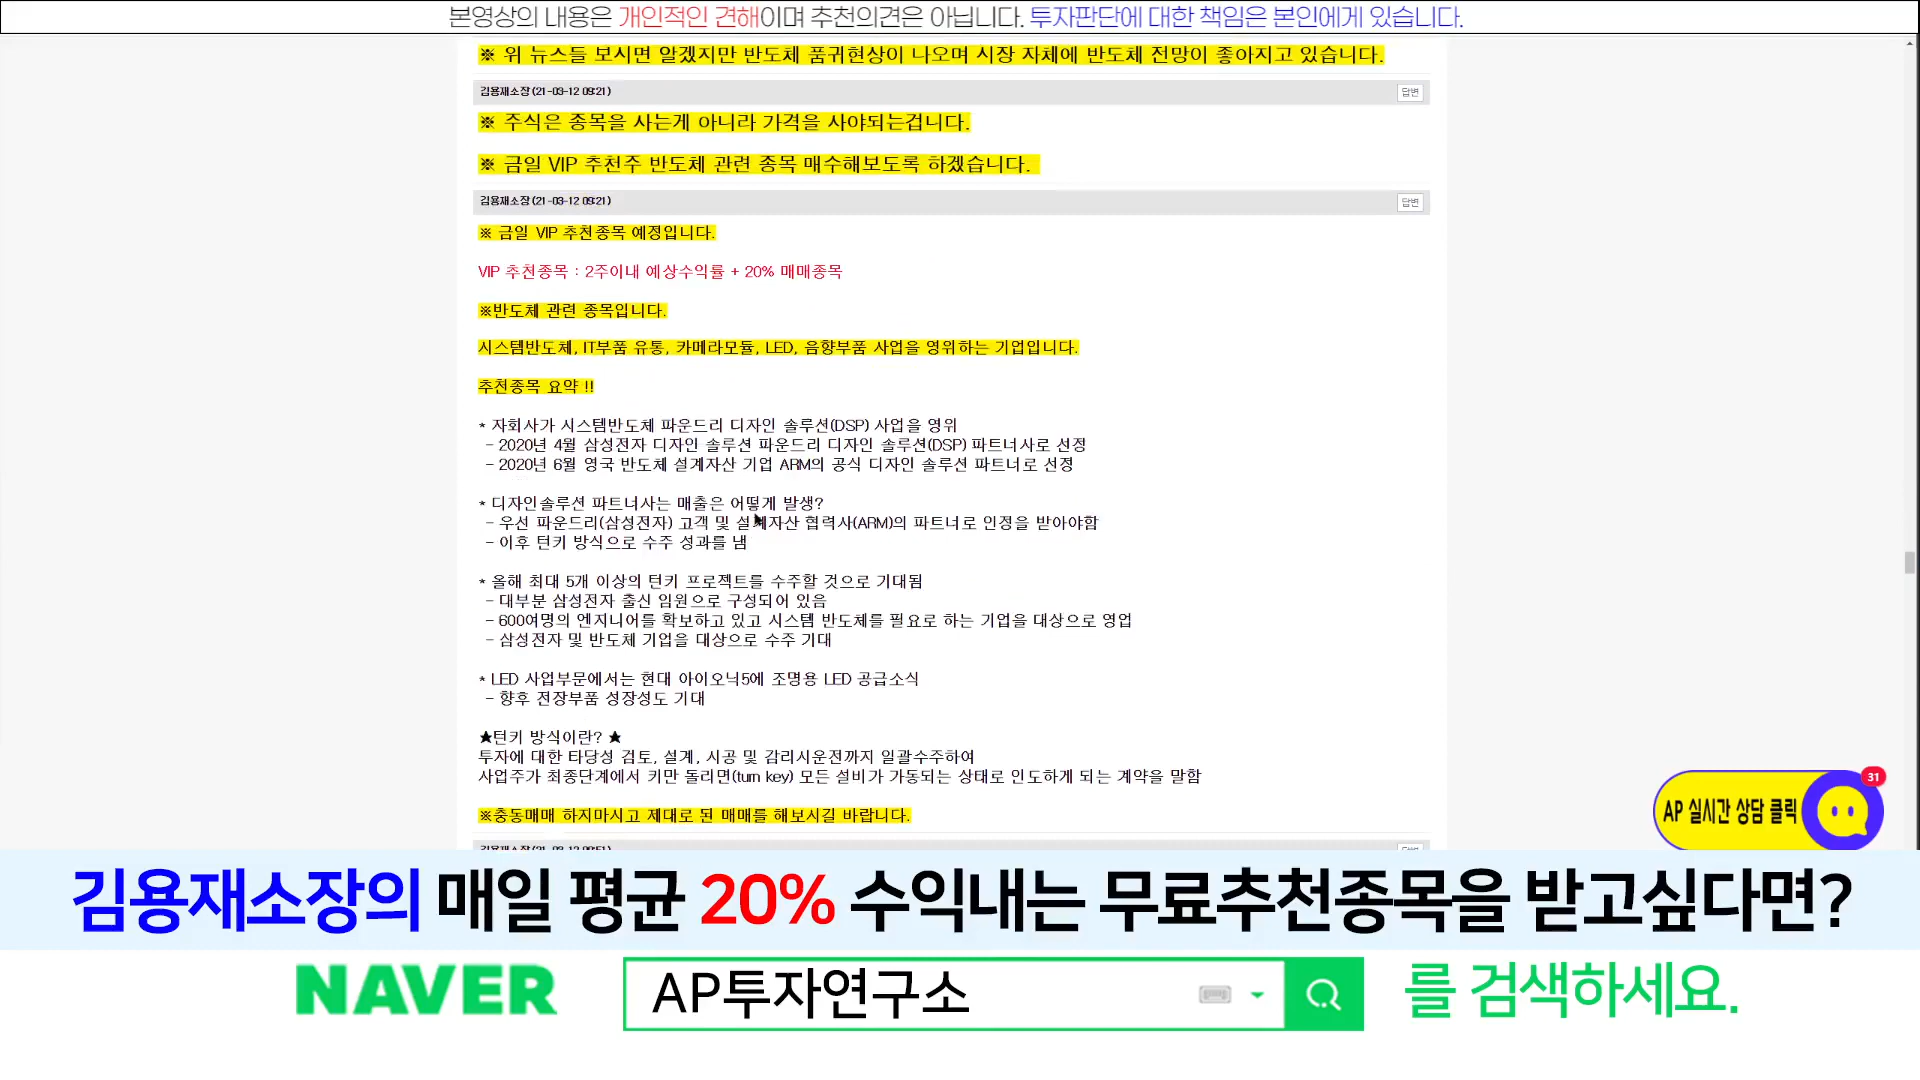 본영상의 내용은 개인적인 견해이며 추천의견은 아닙니다. 투자판단에 대한 책임은 본인에게 있습니다.
※ 위 뉴스들 보시면 알겠지만 반도체 품귀현상이 나오며 시장 자체에 반도체 전망이 좋아지고 있습니다.
김용재소장 (21-03-12 09:21)
답변
※ 주식은 종목을 사는게 아니라 가격을 사야되는겁니다.
※ 금일 VIP 추천주 반도체 관련 종목 매수해보도록 하겠습니다.
김용재소장 (21-03-12 09:21)
답변
※ 금일 VIP 추천종목 예정입니다.
VIP 추천종목 : 2주이내 예상수익률 + 20% 매매종목
※반도체 관련 종목입니다.
시스템반도체, IT부품 유통, 카메라모듈, LED, 음향부품 사업을 영위하는 기업입니다.
추천종목 요약 !!
* 자회사가 시스템반도체 파운드리 디자인 솔루션(DSP) 사업을 영위
- 2020년 4월 삼성전자 디자인 솔루션 파운드리 디자인 솔루션(DSP) 파트너사로 선정
- 2020년 6월 영국 반도체 설계자산 기업 ARM의 공식 디자인 솔루션 파트너로 선정
* 디자인솔루션 파트너사는 매출은 어떻게 발생?
- 우선 파운드리(삼성전자) 고객 및 설계자산 협력사(ARM)의 파트너로 인정을 받아야함
- 이후 턴키 방식으로 수주 성과를 냄
* 올해 최대 5개 이상의 턴키 프로젝트를 수주할 것으로 기대됨
- 대부분 삼성전자 출신 임원으로 구성되어 있음
- 600여명의 엔지니어를 확보하고 있고 시스템 반도체를 필요로 하는 기업을 대상으로 영업
- 삼성전자 및 반도체 기업을 대상으로 수주 기대
* LED 사업부문에서는 현대 아이오닉5에 조명용 LED 공급소식
- 향후 전장부품 성장성도 기대
★턴키 방식이란? ★
투자에 대한 타당성 검토, 설계, 시공 및 감리시운전까지 일괄수주하여
사업주가 최종단계에서 키만 돌리면(turn key) 모든 설비가 가동되는 상태로 인도하게 되는 계약을 말함
※충동매매 하지마시고 제대로 된 매매를 해보시길 바랍니다.
AP 실시간 상담 클릭
31
김용재소장의 매일 평균 20% 수익내는 무료추천종목을 받고싶다면?
NAVER AP투자연구소 를 검색하세요.